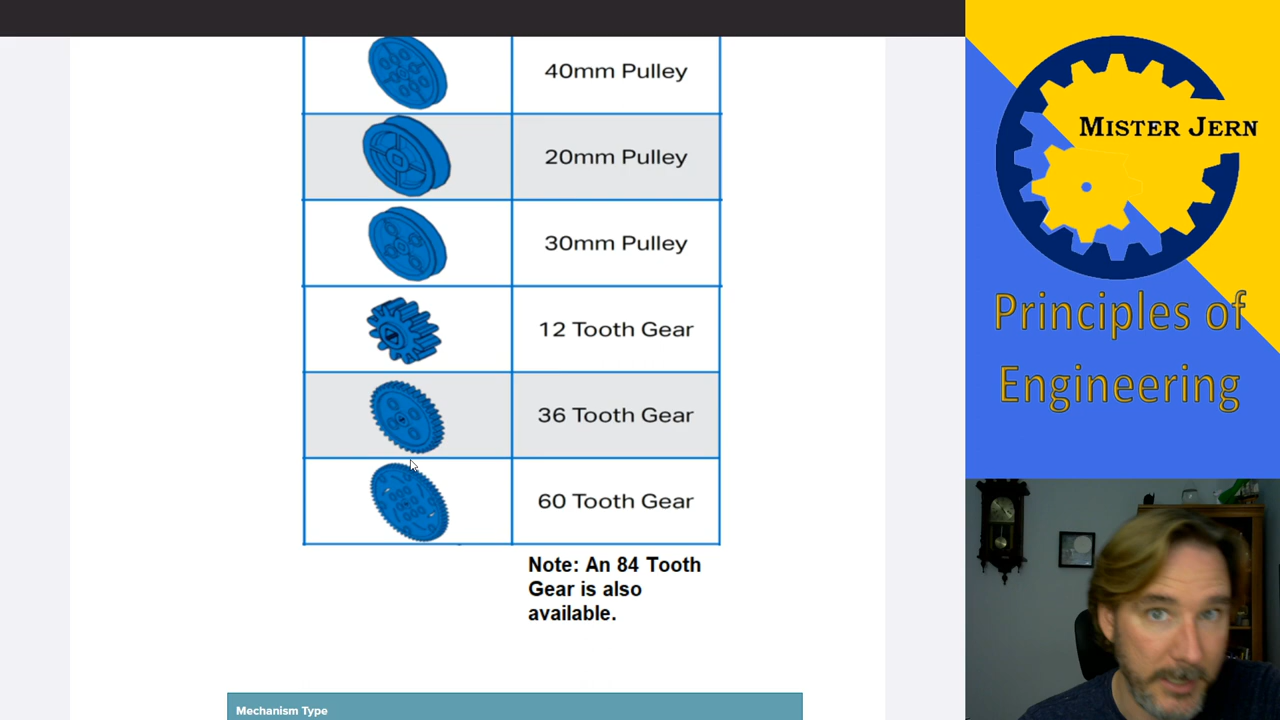 40mm Pulley
20mm Pulley
30mm Pulley
12 Tooth Gear
36 Tooth Gear
60 Tooth Gear
Note: An 84 Tooth
Gear is also
available.
Mechanism Type
MISTER JERN
Principles of
Engineering